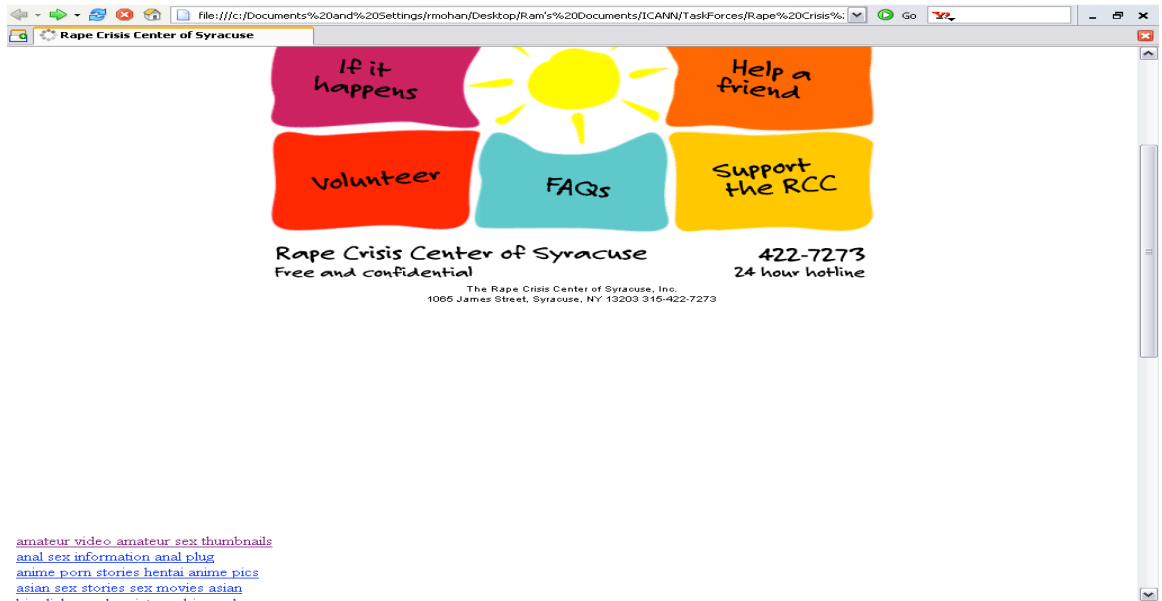 file:///c:/Documents%20and%20Settings/rmohan/Desktop/Ram's%20Documents/ICANN/TaskForces/Rape%20Crisis%
Go
Rape Crisis Center of Syracuse
If it
happens
Help a
friend
Volunteer
FAQs
Support
the RCC
Rape Crisis Center of Syracuse 422-7273
Free and confidential 24 hour hotline
The Rape Crisis Center of Syracuse, Inc.
1065 James Street, Syracuse, NY 13203 315-422-7273
amateur video amateur sex thumbnails
anal sex information anal plug
anime porn stories hentai anime pics
asian sex stories sex movies asian